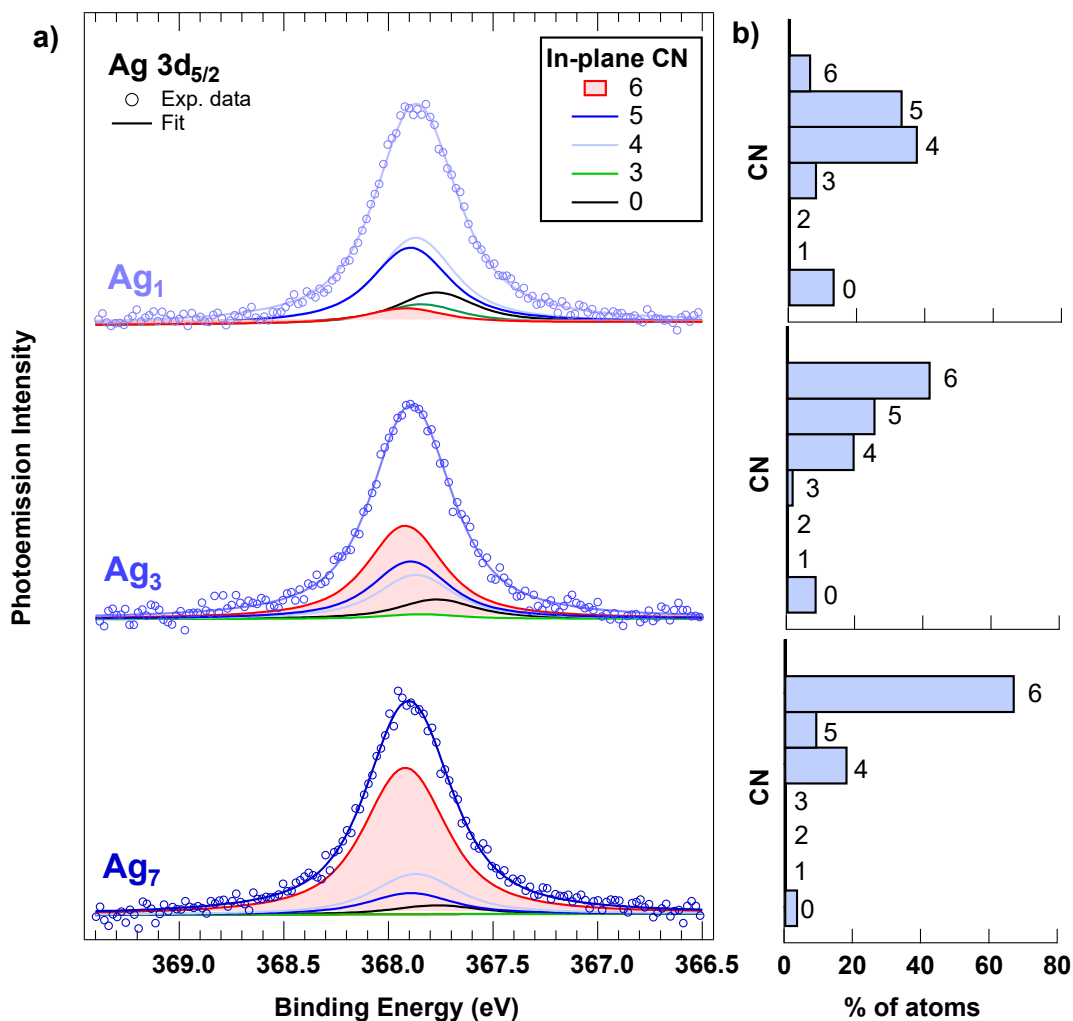 a)
Ag 3d5/2
Exp. data
Fit
In-plane CN
6
5
4
3
0
Ag1
Ag3
Ag7
Photoemission Intensity
369.0
368.5
368.0
367.5
367.0
366.5
Binding Energy (eV)
b)
CN
6
5
4
3
2
1
0
CN
6
5
4
3
2
1
0
CN
6
5
4
3
2
1
0
0 20 40 60 80
% of atoms